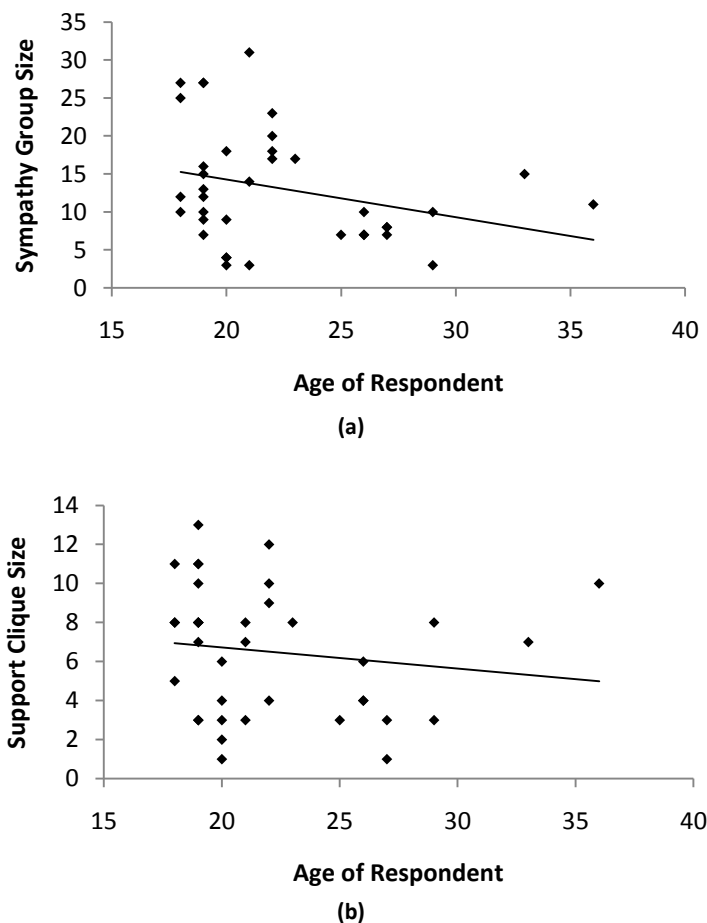 35
30
25
20
15
10
5
0
Sympathy Group Size
15 20 25 30 35 40
Age of Respondent
(a)
14
12
10
8
6
4
2
0
Support Clique Size
15 20 25 30 35 40
Age of Respondent
(b)